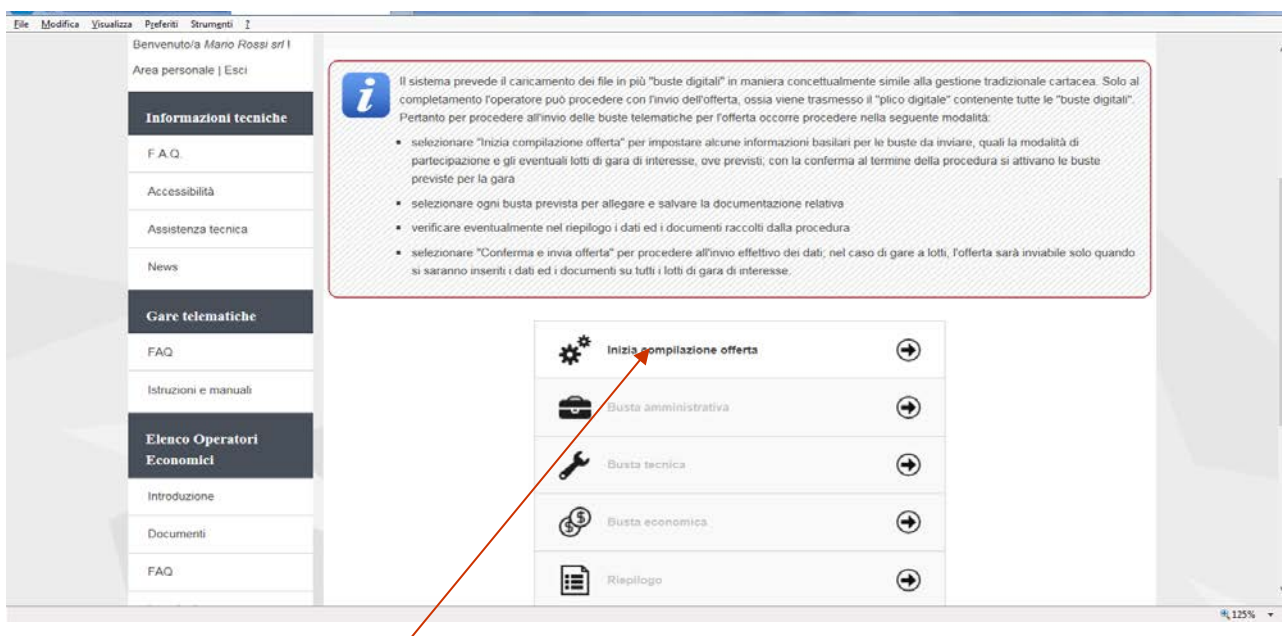 File Modifica Visualizza Preferiti Strumenti ?
Benvenuto/a Mario Rossi srl !
Area personale | Esci
Informazioni tecniche
F.A.Q.
Accessibilità
Assistenza tecnica
News
Gare telematiche
FAQ
Istruzioni e manuali
Elenco Operatori
Economici
Introduzione
Documenti
FAQ
Il sistema prevede il caricamento dei file in più "buste digitali" in maniera concettualmente simile alla gestione tradizionale cartacea. Solo al
completamento l'operatore può procedere con l'invio dell'offerta, ossia viene trasmesso il "plico digitale" contenente tutte le "buste digitali".
Pertanto per procedere all'invio delle buste telematiche per l'offerta occorre procedere nella seguente modalità:
▪ selezionare "Inizia compilazione offerta" per impostare alcune informazioni basilari per le buste da inviare, quali la modalità di
partecipazione e gli eventuali lotti di gara di interesse, ove previsti; con la conferma al termine della procedura si attivano le buste
previste per la gara
▪ selezionare ogni busta prevista per allegare e salvare la documentazione relativa
▪ verificare eventualmente nel riepilogo i dati ed i documenti raccolti dalla procedura
▪ selezionare "Conferma e invia offerta" per procedere all'invio effettivo dei dati; nel caso di gare a lotti, l'offerta sarà inviabile solo quando
si saranno inseriti i dati ed i documenti su tutti i lotti di gara di interesse.
Inizia compilazione offerta
Busta amministrativa
Busta tecnica
Busta economica
Riepilogo
125%